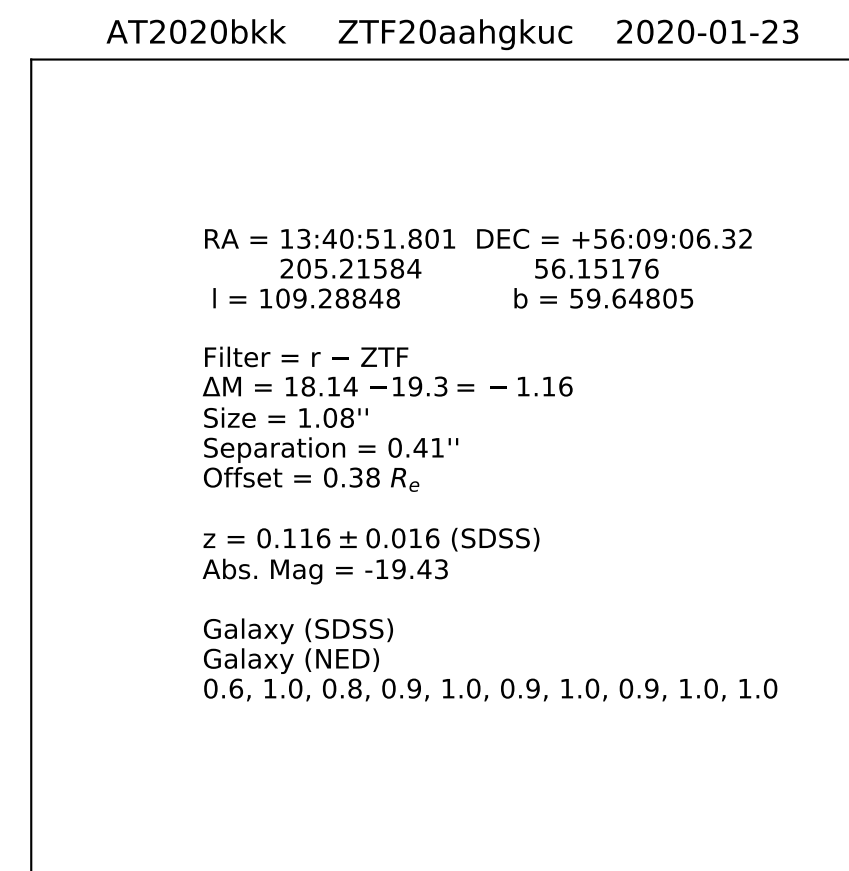 AT2020bkk ZTF20aahgkuc 2020-01-23
RA = 13:40:51.801 DEC = +56:09:06.32
205.21584 56.15176
l = 109.28848 b = 59.64805
Filter = r − ZTF
ΔM = 18.14 −19.3 = − 1.16
Size = 1.08''
Separation = 0.41''
Offset = 0.38 Re
z = 0.116 ± 0.016 (SDSS)
Abs. Mag = -19.43
Galaxy (SDSS)
Galaxy (NED)
0.6, 1.0, 0.8, 0.9, 1.0, 0.9, 1.0, 0.9, 1.0, 1.0